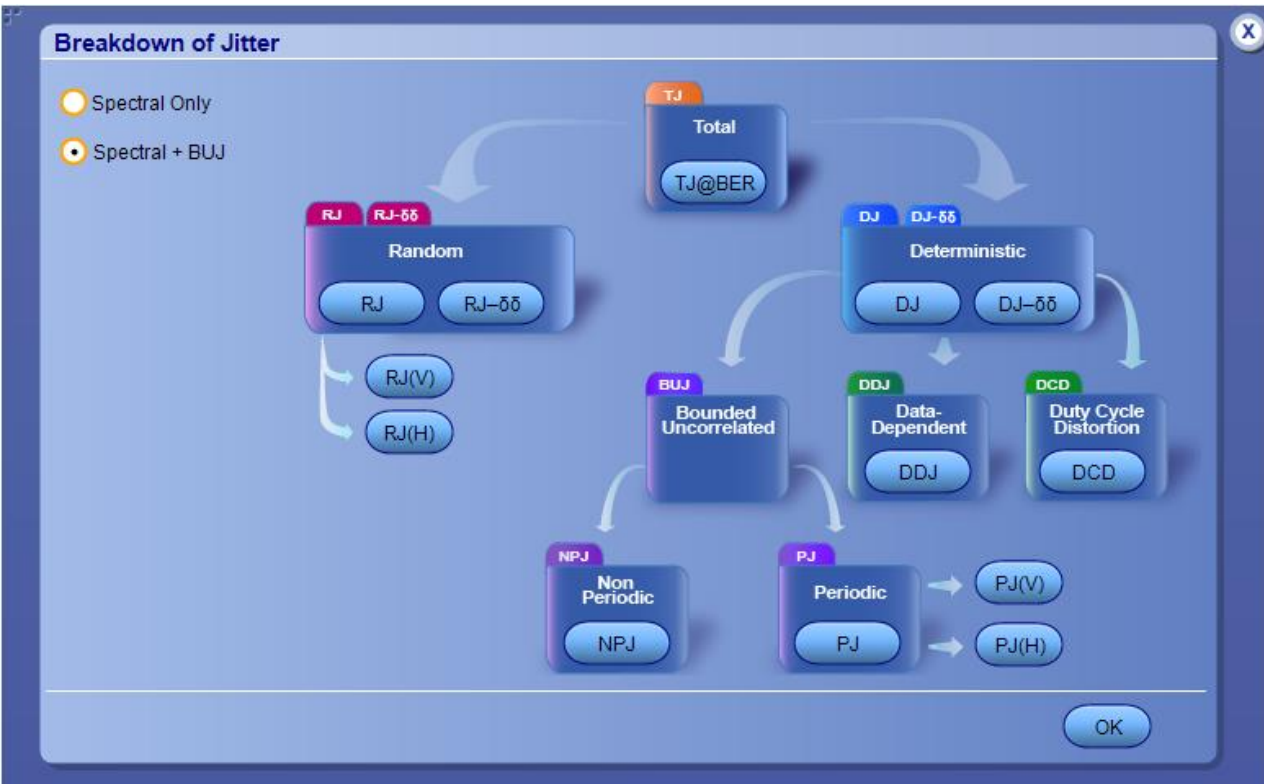 Breakdown of Jitter
X
Spectral Only
Spectral + BUJ
TJ
Total
TJ@BER
RJ RJ-δδ
Random
RJ RJ–δδ
RJ(V)
RJ(H)
DJ DJ-δδ
Deterministic
DJ DJ–δδ
BUJ
Bounded
Uncorrelated
DDJ
Data-
Dependent
DDJ
DCD
Duty Cycle
Distortion
DCD
NPJ
Non
Periodic
NPJ
PJ
Periodic
PJ
PJ(V)
PJ(H)
OK